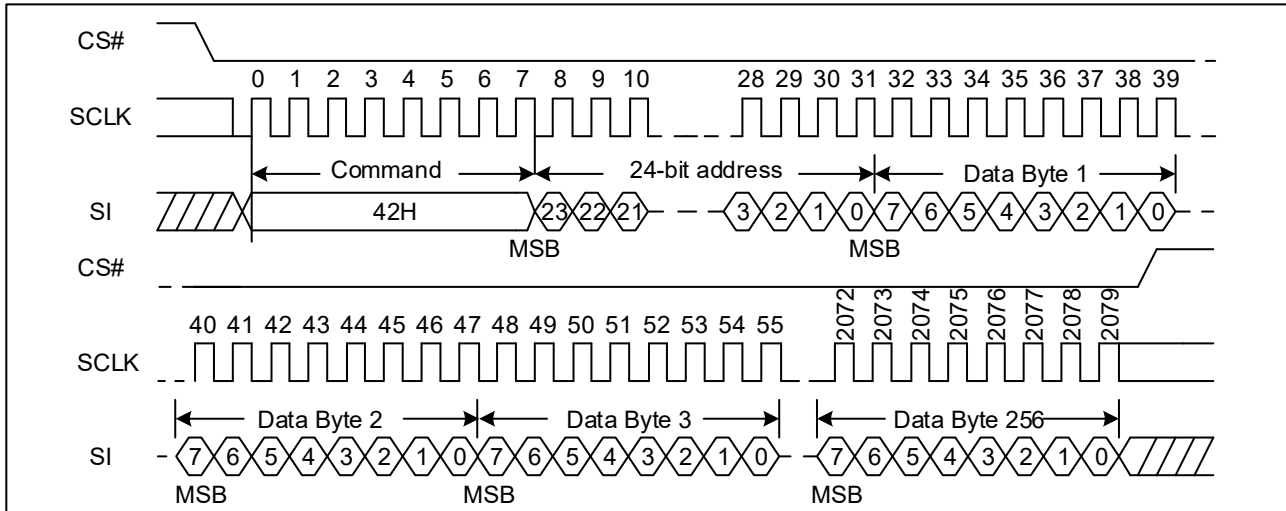 CS#
0 1 2 3 4 5 6 7 8 9 10 28 29 30 31 32 33 34 35 36 37 38 39
SCLK
Command 24-bit address Data Byte 1
SI 42H 23 22 21 3 2 1 0 7 6 5 4 3 2 1 0
MSB MSB
CS#
40 41 42 43 44 45 46 47 48 49 50 51 52 53 54 55 2072 2073 2074 2075 2076 2077 2078 2079
SCLK
Data Byte 2 Data Byte 3 Data Byte 256
SI 7 6 5 4 3 2 1 0 7 6 5 4 3 2 1 0 7 6 5 4 3 2 1 0
MSB MSB MSB